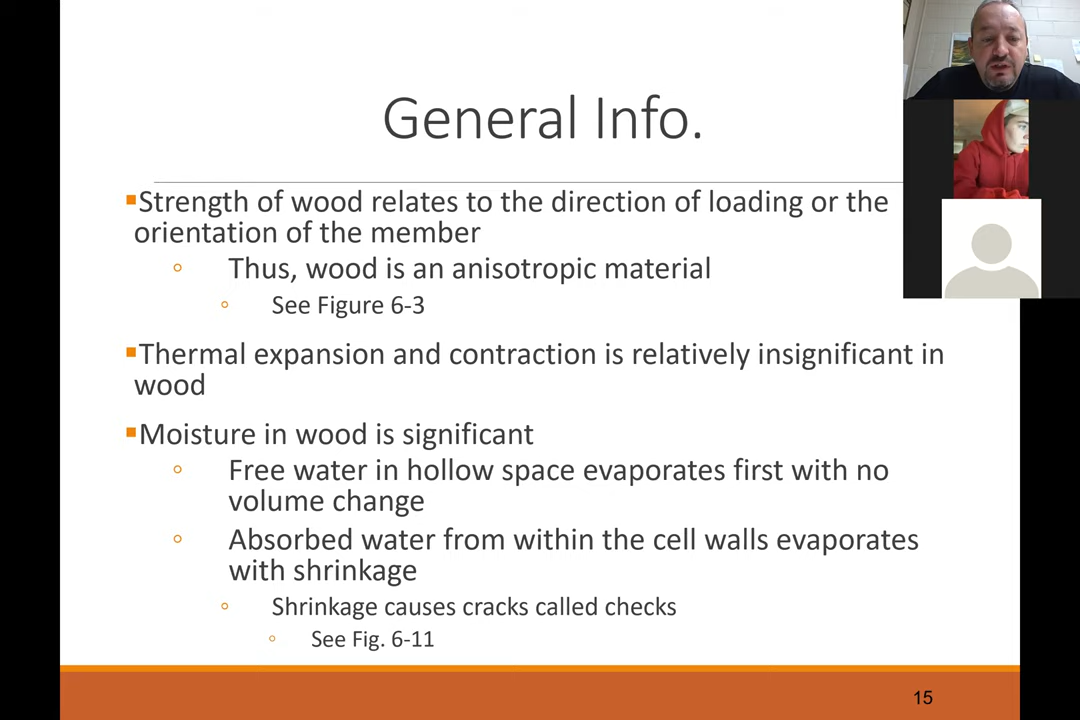 General Info.
▪Strength of wood relates to the direction of loading or the
orientation of the member
◦ Thus, wood is an anisotropic material
◦ See Figure 6-3
▪Thermal expansion and contraction is relatively insignificant in
wood
▪Moisture in wood is significant
◦ Free water in hollow space evaporates first with no
volume change
◦ Absorbed water from within the cell walls evaporates
with shrinkage
◦ Shrinkage causes cracks called checks
◦ See Fig. 6-11
15